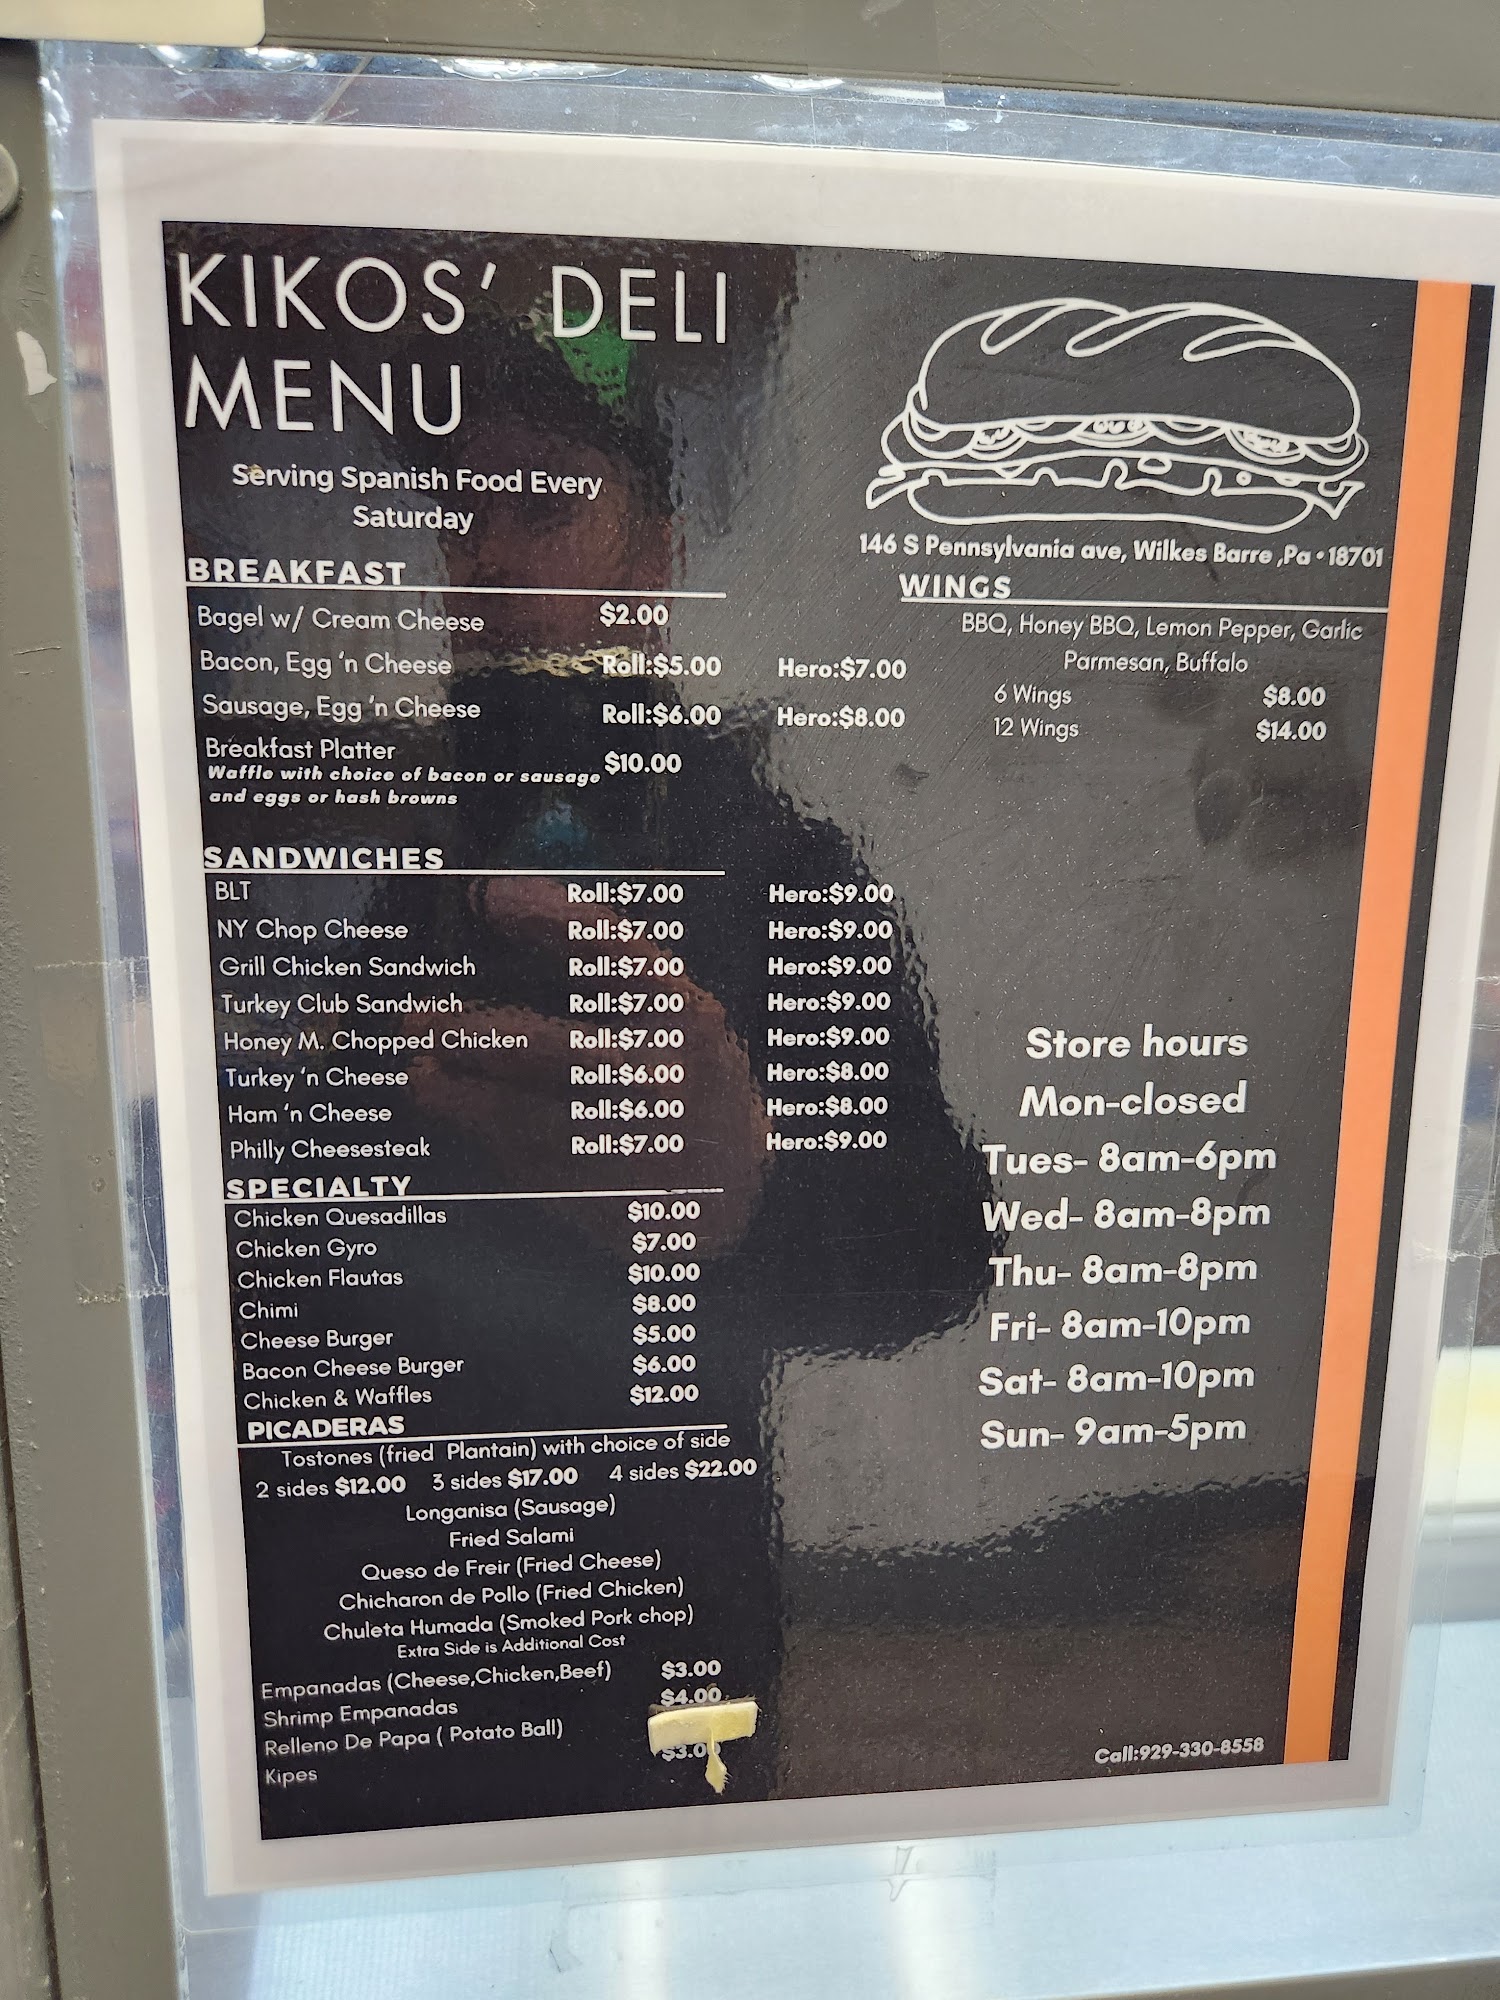 KIKOS' DELI
MENU
Serving Spanish Food Every
Saturday
BREAKFAST
Bagel w/ Cream Cheese $2.00
Bacon, Egg 'n Cheese Roll:$5.00 Hero:$7.00
Sausage, Egg 'n Cheese Roll:$6.00 Hero:$8.00
Breakfast Platter $10.00
Waffle with choice of bacon or sausage
and eggs or hash browns
SANDWICHES
BLT Roll:$7.00 Hero:$9.00
NY Chop Cheese Roll:$7.00 Hero:$9.00
Grill Chicken Sandwich Roll:$7.00 Hero:$9.00
Turkey Club Sandwich Roll:$7.00 Hero:$9.00
Honey M. Chopped Chicken Roll:$7.00 Hero:$9.00
Turkey 'n Cheese Roll:$6.00 Hero:$8.00
Ham 'n Cheese Roll:$6.00 Hero:$8.00
Philly Cheesesteak Roll:$7.00 Hero:$9.00
SPECIALTY
Chicken Quesadillas $10.00
Chicken Gyro $7.00
Chicken Flautas $10.00
Chimi $8.00
Cheese Burger $5.00
Bacon Cheese Burger $6.00
Chicken & Waffles $12.00
PICADERAS
Tostones (fried Plantain) with choice of side
2 sides $12.00 3 sides $17.00 4 sides $22.00
Longanisa (Sausage)
Fried Salami
Queso de Freir (Fried Cheese)
Chicharon de Pollo (Fried Chicken)
Chuleta Humada (Smoked Pork chop)
Extra Side is Additional Cost
Empanadas (Cheese,Chicken,Beef) $3.00
Shrimp Empanadas $4.00
Relleno De Papa ( Potato Ball)
Kipes $3.00
146 S Pennsylvania ave, Wilkes Barre ,Pa • 18701
WINGS
BBQ, Honey BBQ, Lemon Pepper, Garlic
Parmesan, Buffalo
6 Wings $8.00
12 Wings $14.00
Store hours
Mon-closed
Tues- 8am-6pm
Wed- 8am-8pm
Thu- 8am-8pm
Fri- 8am-10pm
Sat- 8am-10pm
Sun- 9am-5pm
Call:929-330-8558